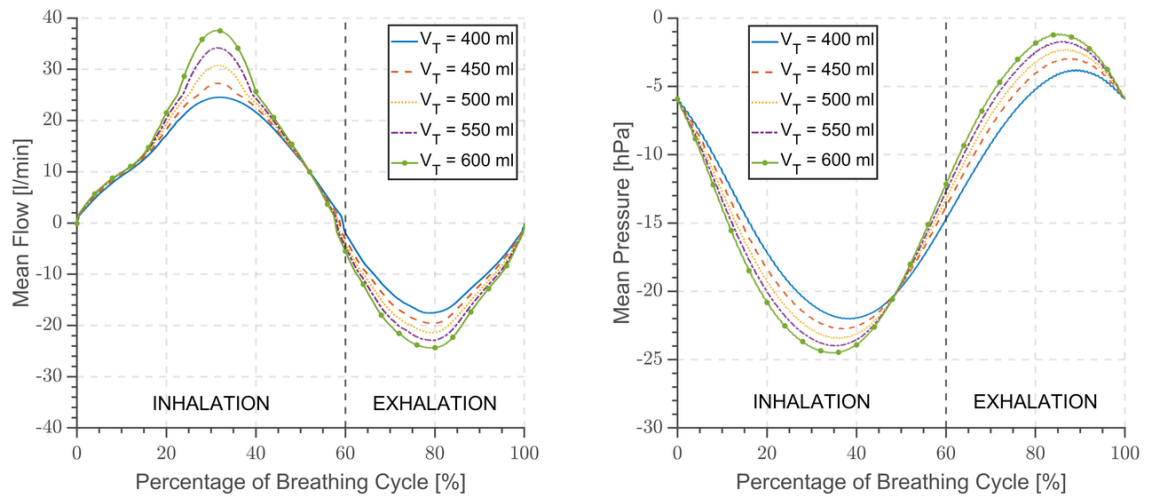 Mean Flow [l/min]
40
30
20
10
0
-10
-20
-30
-40
V_T = 400 ml
V_T = 450 ml
V_T = 500 ml
V_T = 550 ml
V_T = 600 ml
INHALATION
EXHALATION
0 20 40 60 80 100
Percentage of Breathing Cycle [%]
Mean Pressure [hPa]
0
-5
-10
-15
-20
-25
-30
V_T = 400 ml
V_T = 450 ml
V_T = 500 ml
V_T = 550 ml
V_T = 600 ml
INHALATION
EXHALATION
0 20 40 60 80 100
Percentage of Breathing Cycle [%]